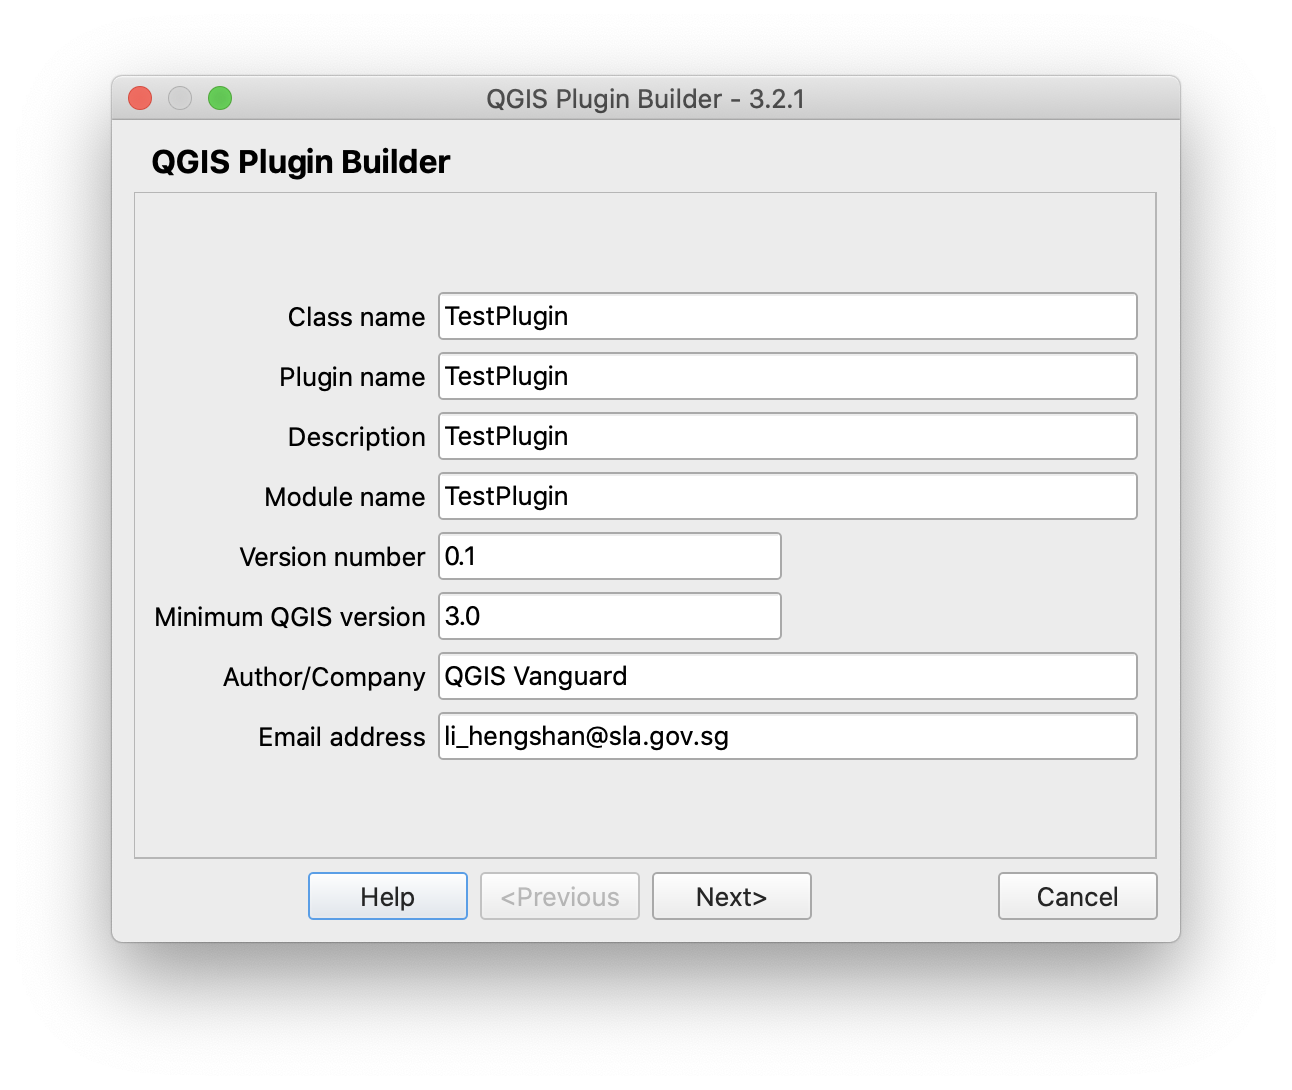 QGIS Plugin Builder - 3.2.1
QGIS Plugin Builder
Class name TestPlugin
Plugin name TestPlugin
Description TestPlugin
Module name TestPlugin
Version number 0.1
Minimum QGIS version 3.0
Author/Company QGIS Vanguard
Email address li_hengshan@sla.gov.sg
Help <Previous Next> Cancel